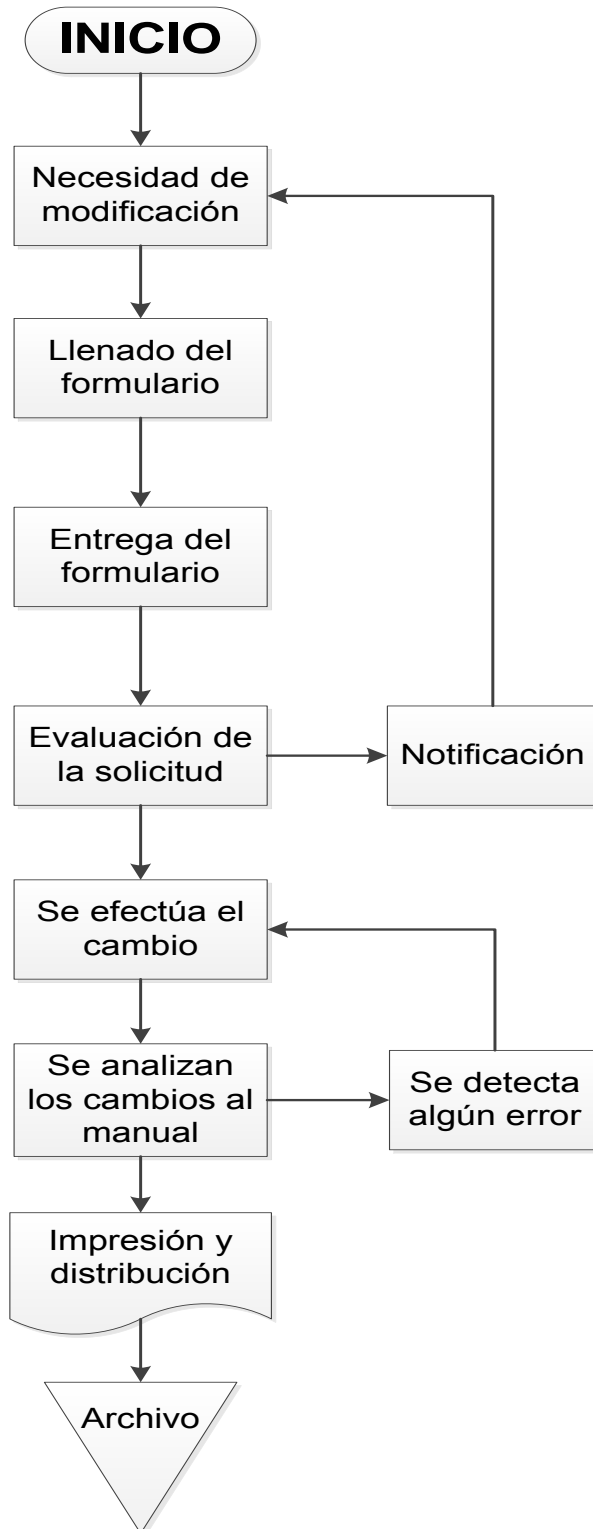 INICIO
Necesidad de
modificación
Llenado del
formulario
Entrega del
formulario
Evaluación de
la solicitud
Notificación
Se efectúa el
cambio
Se analizan
los cambios al
manual
Se detecta
algún error
Impresión y
distribución
Archivo